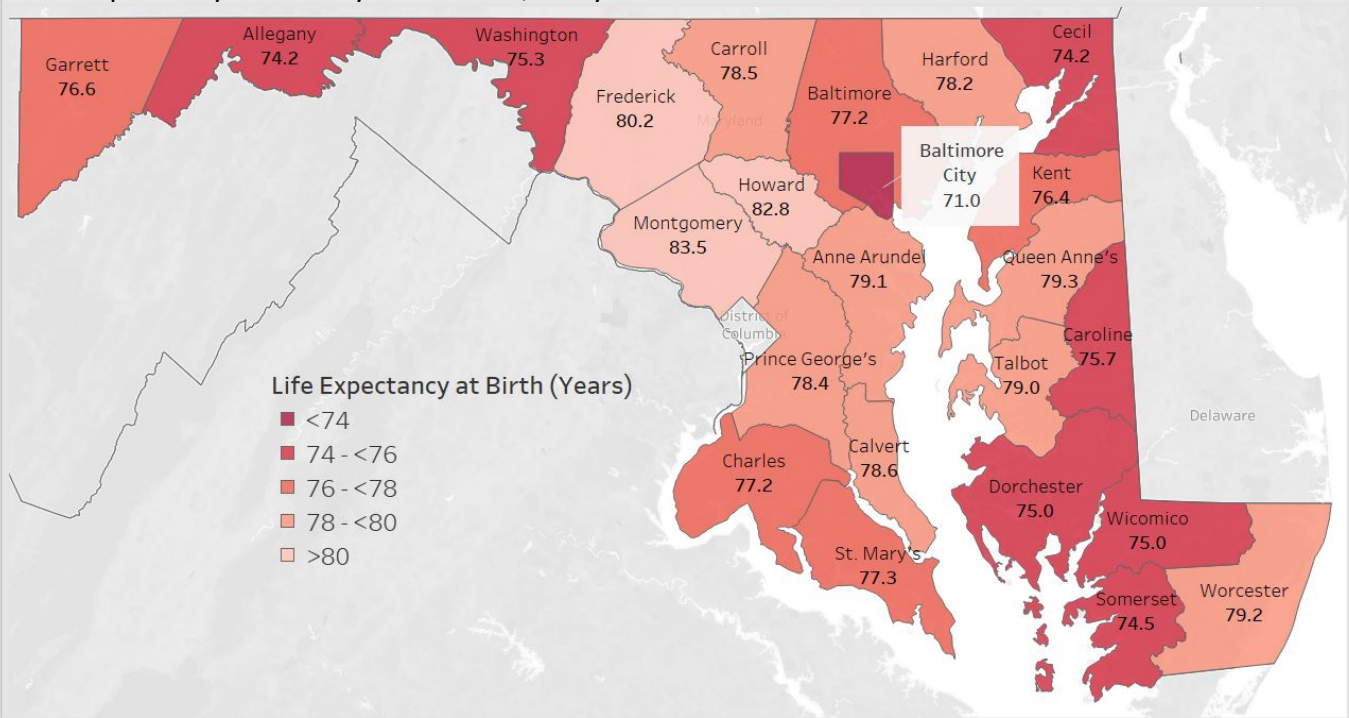 Garrett
76.6
Allegany
74.2
Washington
75.3
Frederick
80.2
Carroll
78.5
Maryland
Baltimore
77.2
Harford
78.2
Cecil
74.2
Baltimore
City
71.0
Kent
76.4
Howard
82.8
Montgomery
83.5
Anne Arundel
79.1
Queen Anne's
79.3
District of
Columbia
Prince George's
78.4
Talbot
79.0
Caroline
75.7
Delaware
Charles
77.2
Calvert
78.6
St. Mary's
77.3
Dorchester
75.0
Wicomico
75.0
Somerset
74.5
Worcester
79.2
Life Expectancy at Birth (Years)
<74
74 - <76
76 - <78
78 - <80
>80